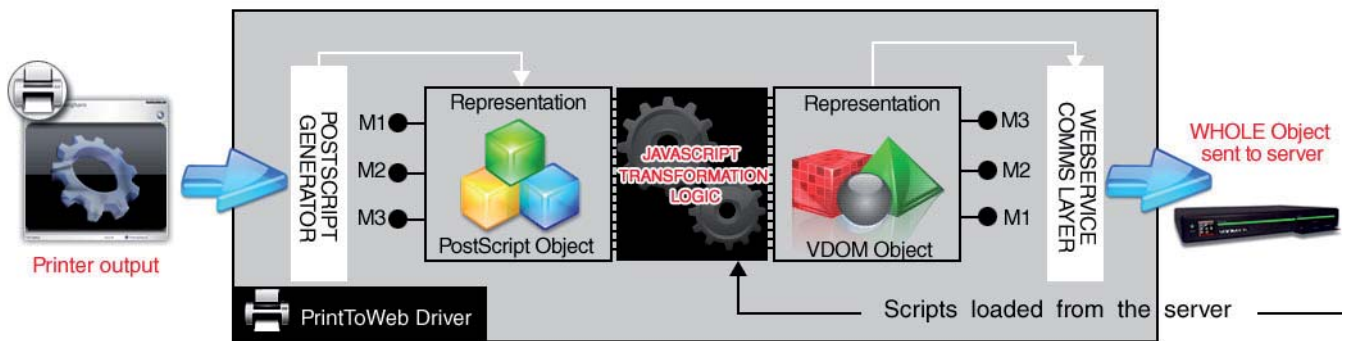 Printer output
POSTSCRIPT
GENERATOR
M1
M2
M3
Representation
PostScript Object
JAVASCRIPT
TRANSFORMATION
LOGIC
Representation
VDOM Object
M3
M2
M1
WEBSERVICE
COMMS LAYER
WHOLE Object
sent to server
PrintToWeb Driver
Scripts loaded from the server